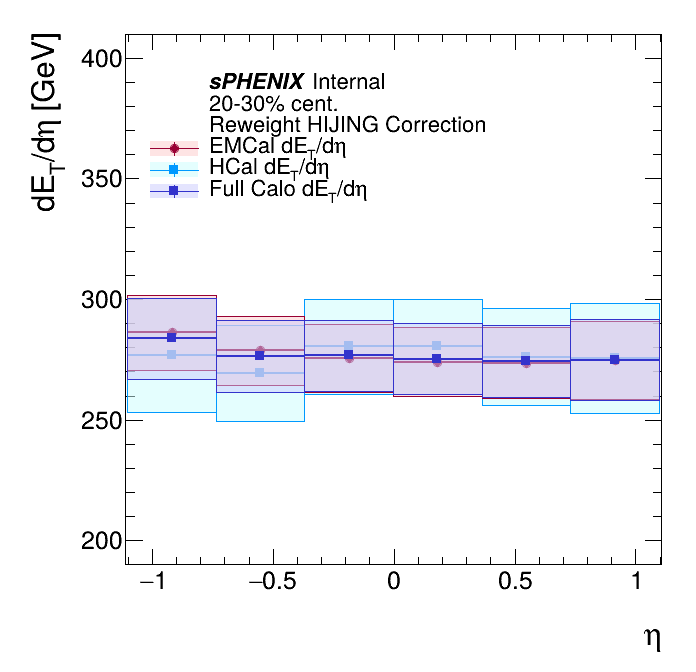 dE_T/dη [GeV]
400
350
300
250
200
sPHENIX Internal
20-30% cent.
Reweight HIJING Correction
EMCal dE_T/dη
HCal dE_T/dη
Full Calo dE_T/dη
−1
−0.5
0
0.5
1
η